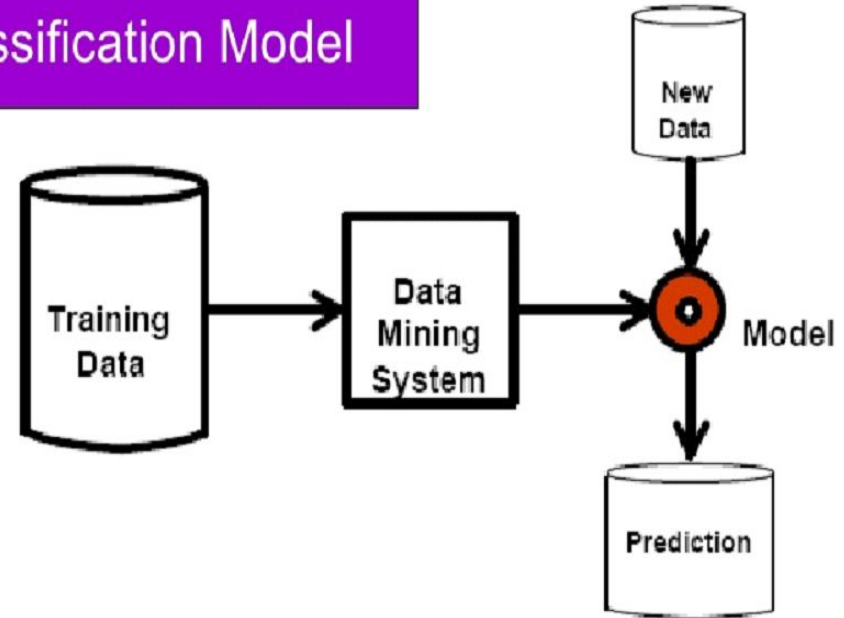 ssification Model
New
Data
Training
Data
Data
Mining
System
Model
Prediction